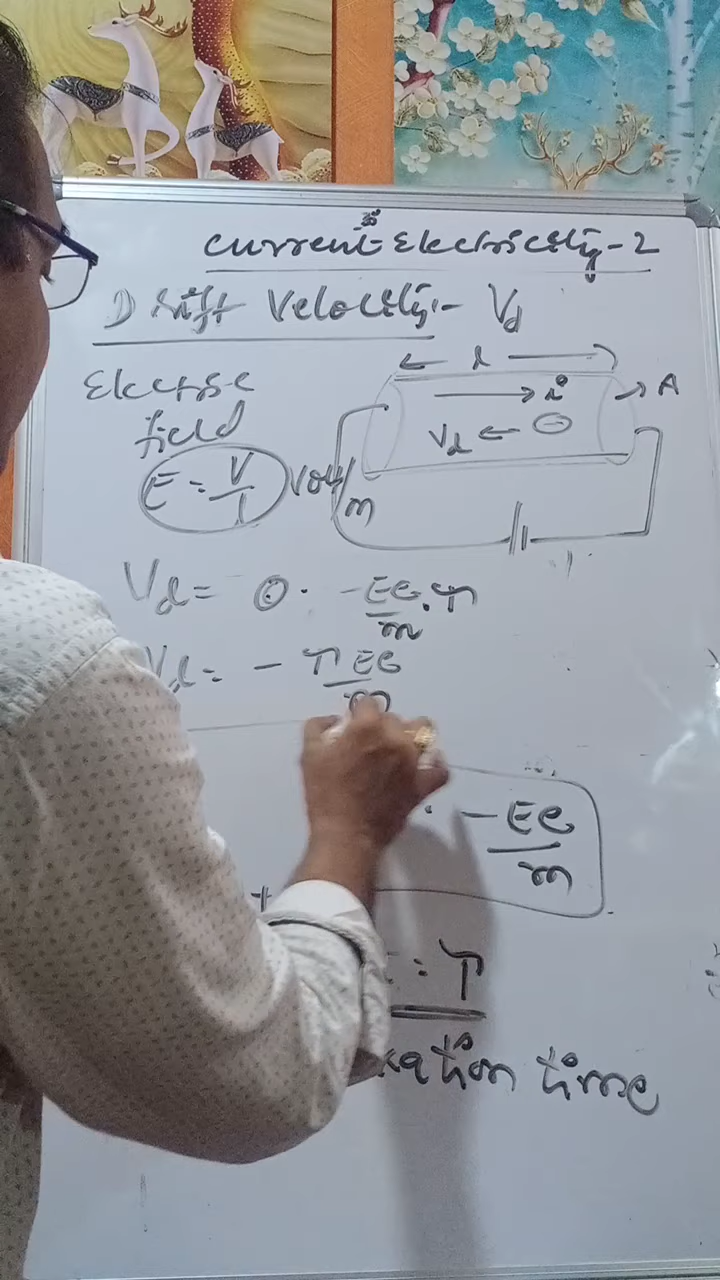 Current Electricity-2
Drift Velocity:- Vd
← l →
Electric
field
→ i
→ A
Vd ← ⊖
E = V/l Volt/m
Vd = 0 · -Ee/m · τ
Vd = - τEe/m
-Ee/m
= τ
xation time